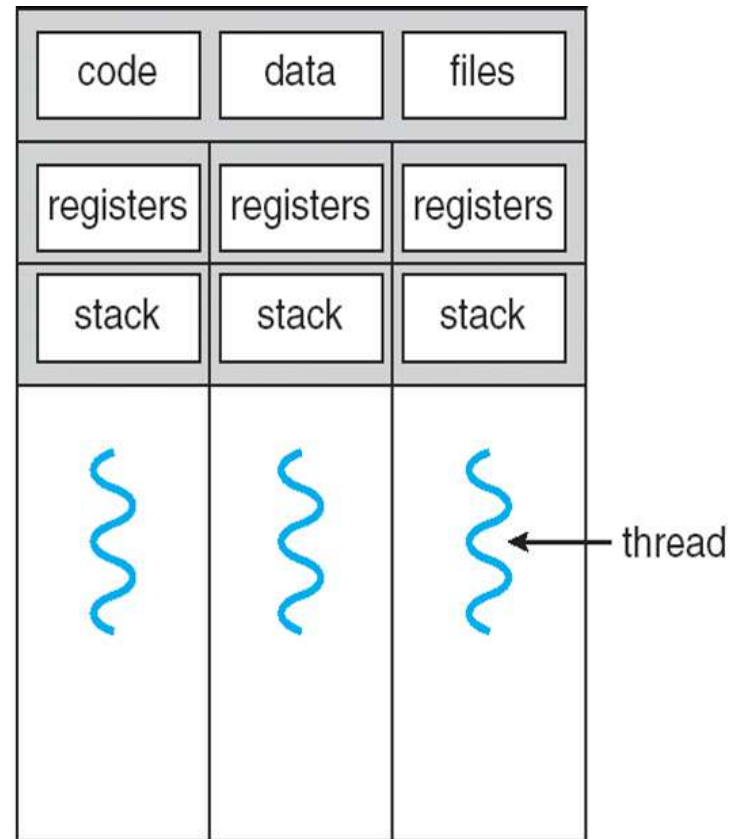 code data files
registers registers registers
stack stack stack
thread